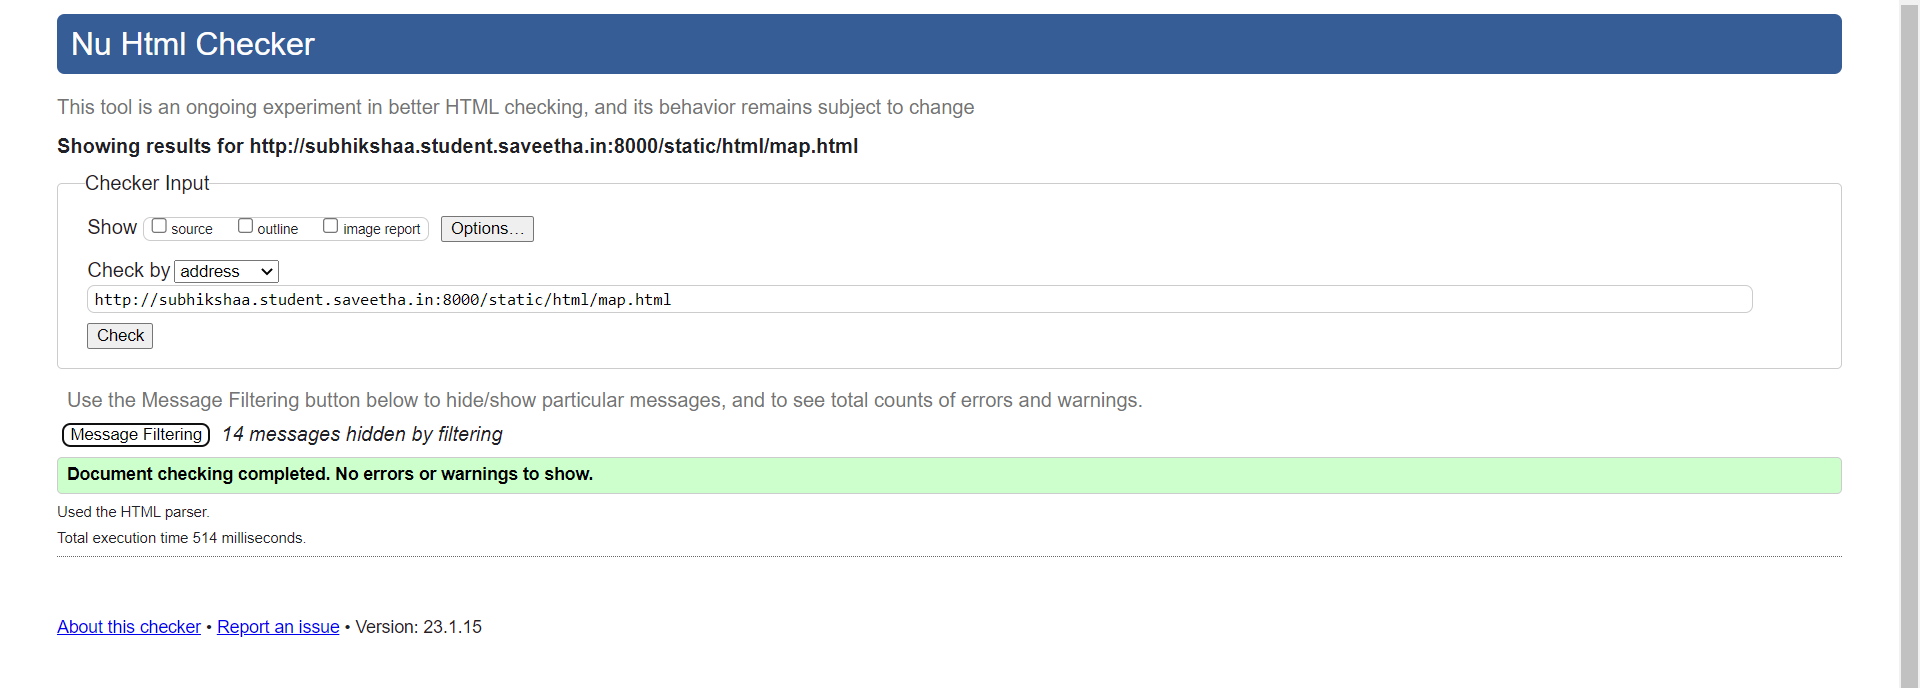 Nu Html Checker
This tool is an ongoing experiment in better HTML checking, and its behavior remains subject to change
Showing results for http://subhikshaa.student.saveetha.in:8000/static/html/map.html
Checker Input
Show source outline image report Options...
Check by address
http://subhikshaa.student.saveetha.in:8000/static/html/map.html
Check
Use the Message Filtering button below to hide/show particular messages, and to see total counts of errors and warnings.
Message Filtering 14 messages hidden by filtering
Document checking completed. No errors or warnings to show.
Used the HTML parser.
Total execution time 514 milliseconds.
About this checker • Report an issue • Version: 23.1.15